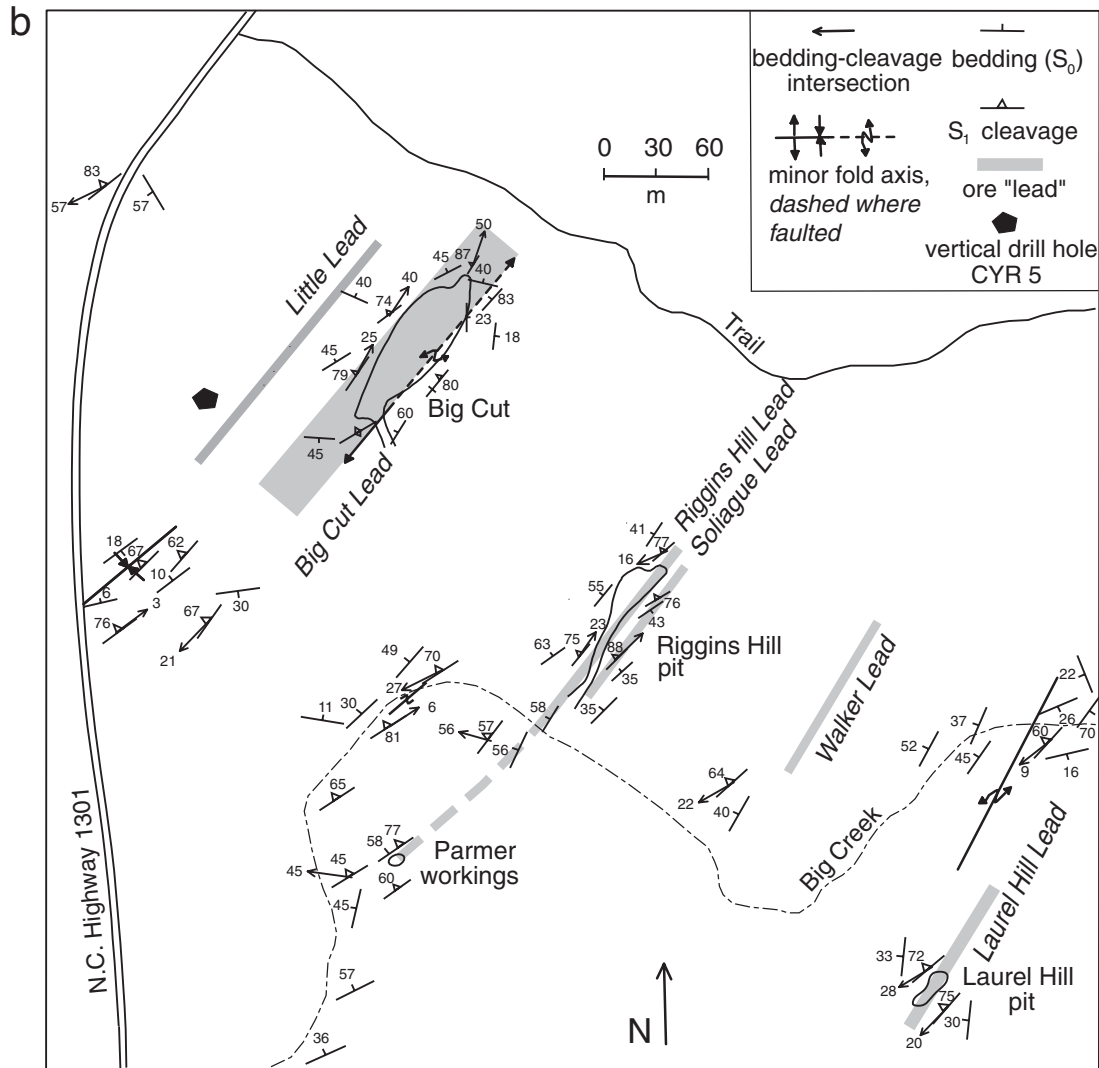 b
bedding-cleavage
intersection
bedding (S0)
S1 cleavage
minor fold axis,
dashed where
faulted
ore "lead"
vertical drill hole
CYR 5
0 30 60
m
83
57
57
Little Lead
40
50
45
87
40
40
74
83
23
18
25
45
79
80
Big Cut
60
45
Big Cut Lead
Trail
Riggins Hill Lead
Soliague Lead
18
67
62
10
6
3
76
67
30
21
41
77
16
55
76
43
23
75
63
88
35
35
Riggins Hill
pit
49
70
27
30
11
6
81
58
56
57
56
Walker Lead
64
22
40
65
77
58
45
45
60
45
Parmer
workings
57
36
Big Creek
22
37
26
60
70
52
45
9
16
Laurel Hill Lead
33
72
28
75
30
20
Laurel Hill
pit
N.C. Highway 1301
N